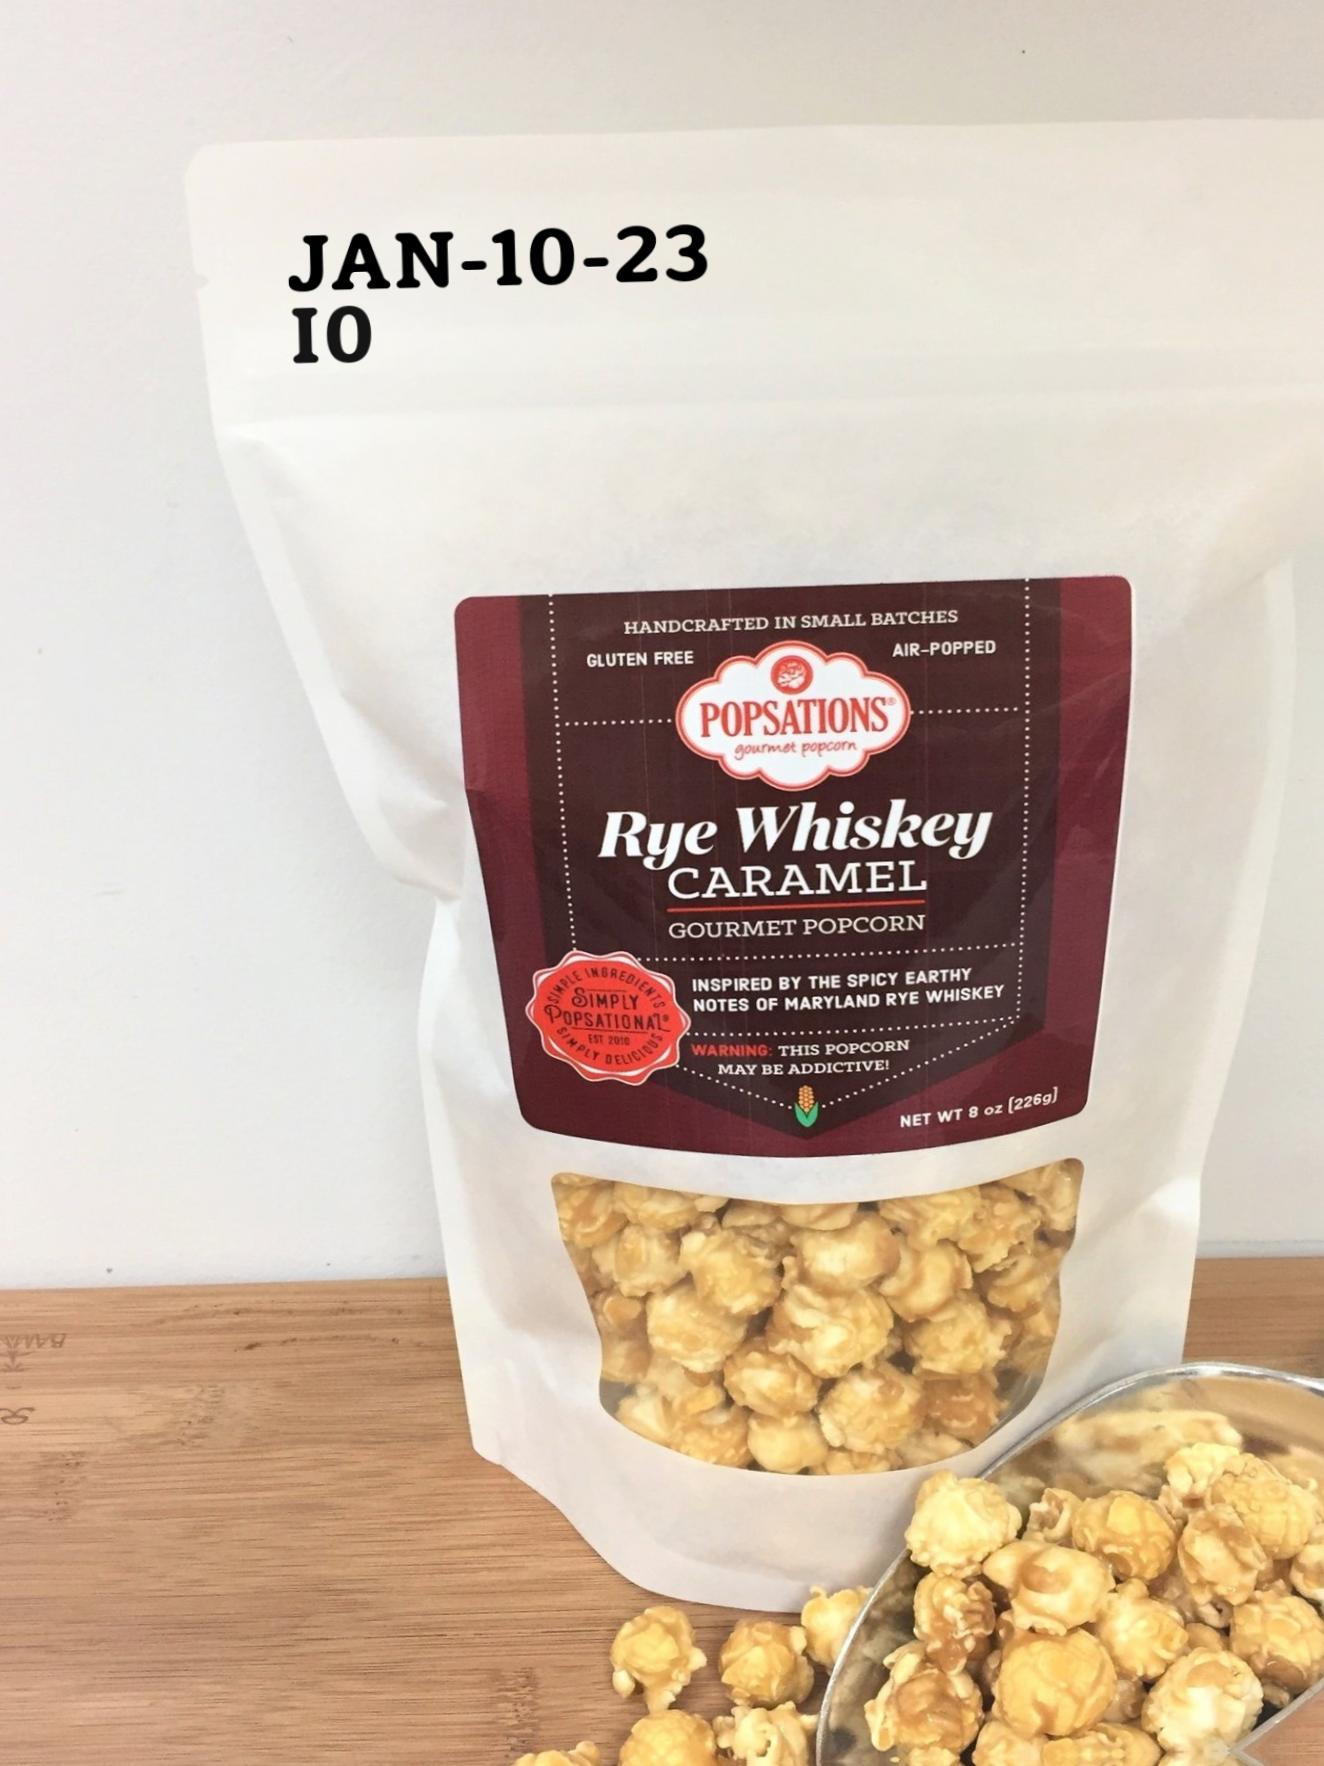 JAN-10-23
I0
HANDCRAFTED IN SMALL BATCHES
GLUTEN FREE
AIR-POPPED
POPSATIONS®
gourmet popcorn
Rye Whiskey
CARAMEL
GOURMET POPCORN
SIMPLE INGREDIENTS
SIMPLY
POPSATIONAL®
EST 2010
SIMPLY DELICIOUS
INSPIRED BY THE SPICY EARTHY
NOTES OF MARYLAND RYE WHISKEY
WARNING: THIS POPCORN
MAY BE ADDICTIVE!
NET WT 8 oz (226g)